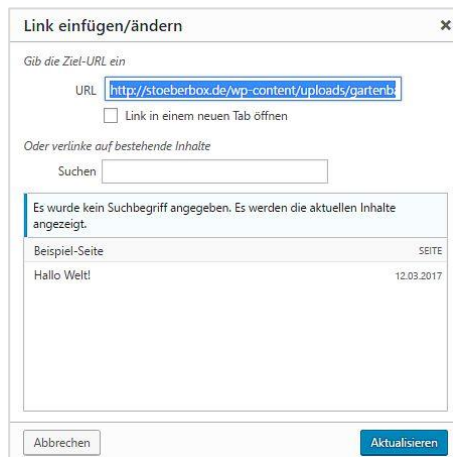 Link einfügen/ändern
Gib die Ziel-URL ein
URL http://stoeberbox.de/wp-content/uploads/gartenba
Link in einem neuen Tab öffnen
Oder verlinke auf bestehende Inhalte
Suchen
Es wurde kein Suchbegriff angegeben. Es werden die aktuellen Inhalte
angezeigt.
Beispiel-Seite SEITE
Hallo Welt! 12.03.2017
Abbrechen Aktualisieren